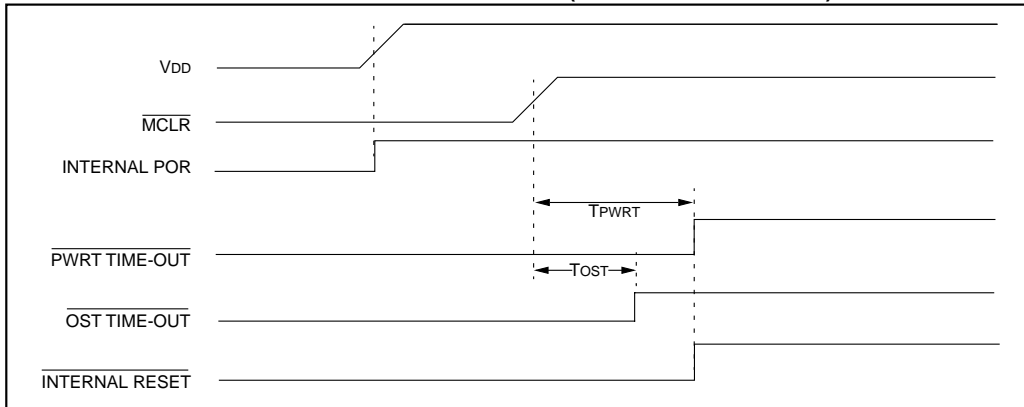 VDD
MCLR
INTERNAL POR
TPWRT
PWRT TIME-OUT
TOST
OST TIME-OUT
INTERNAL RESET